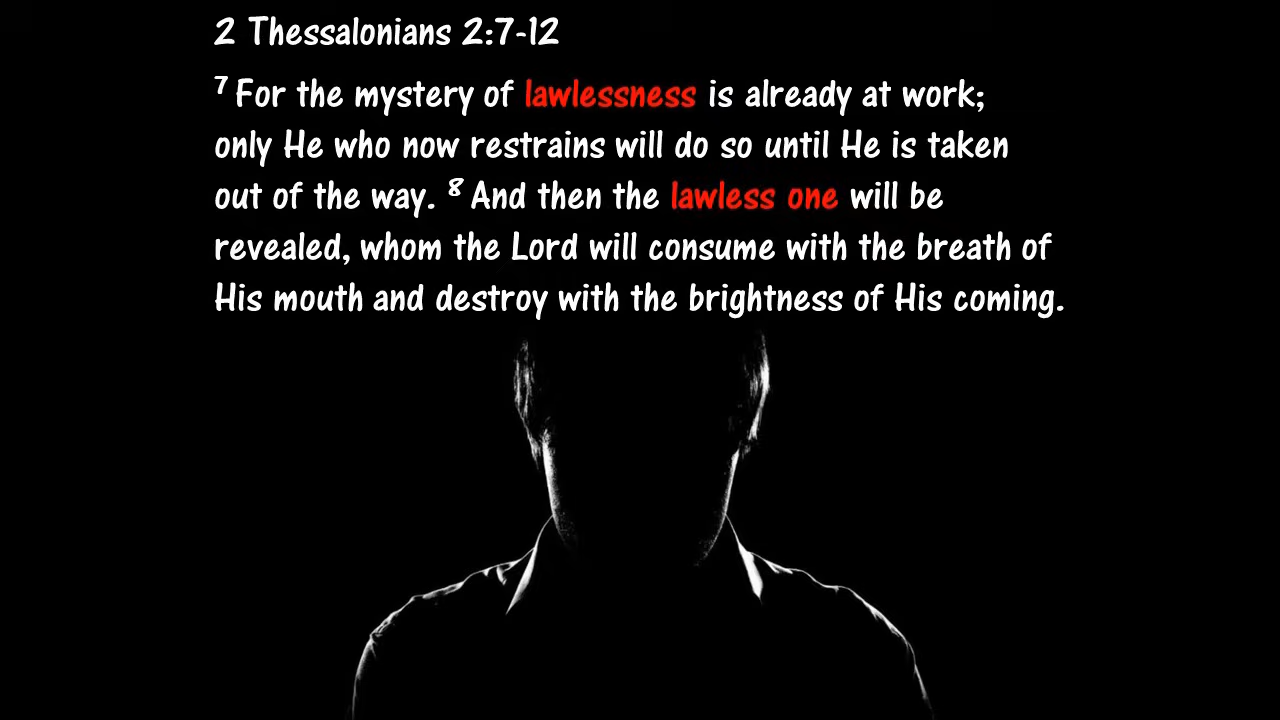 2 Thessalonians 2:7-12
7 For the mystery of lawlessness is already at work;
only He who now restrains will do so until He is taken
out of the way. 8 And then the lawless one will be
revealed, whom the Lord will consume with the breath of
His mouth and destroy with the brightness of His coming.